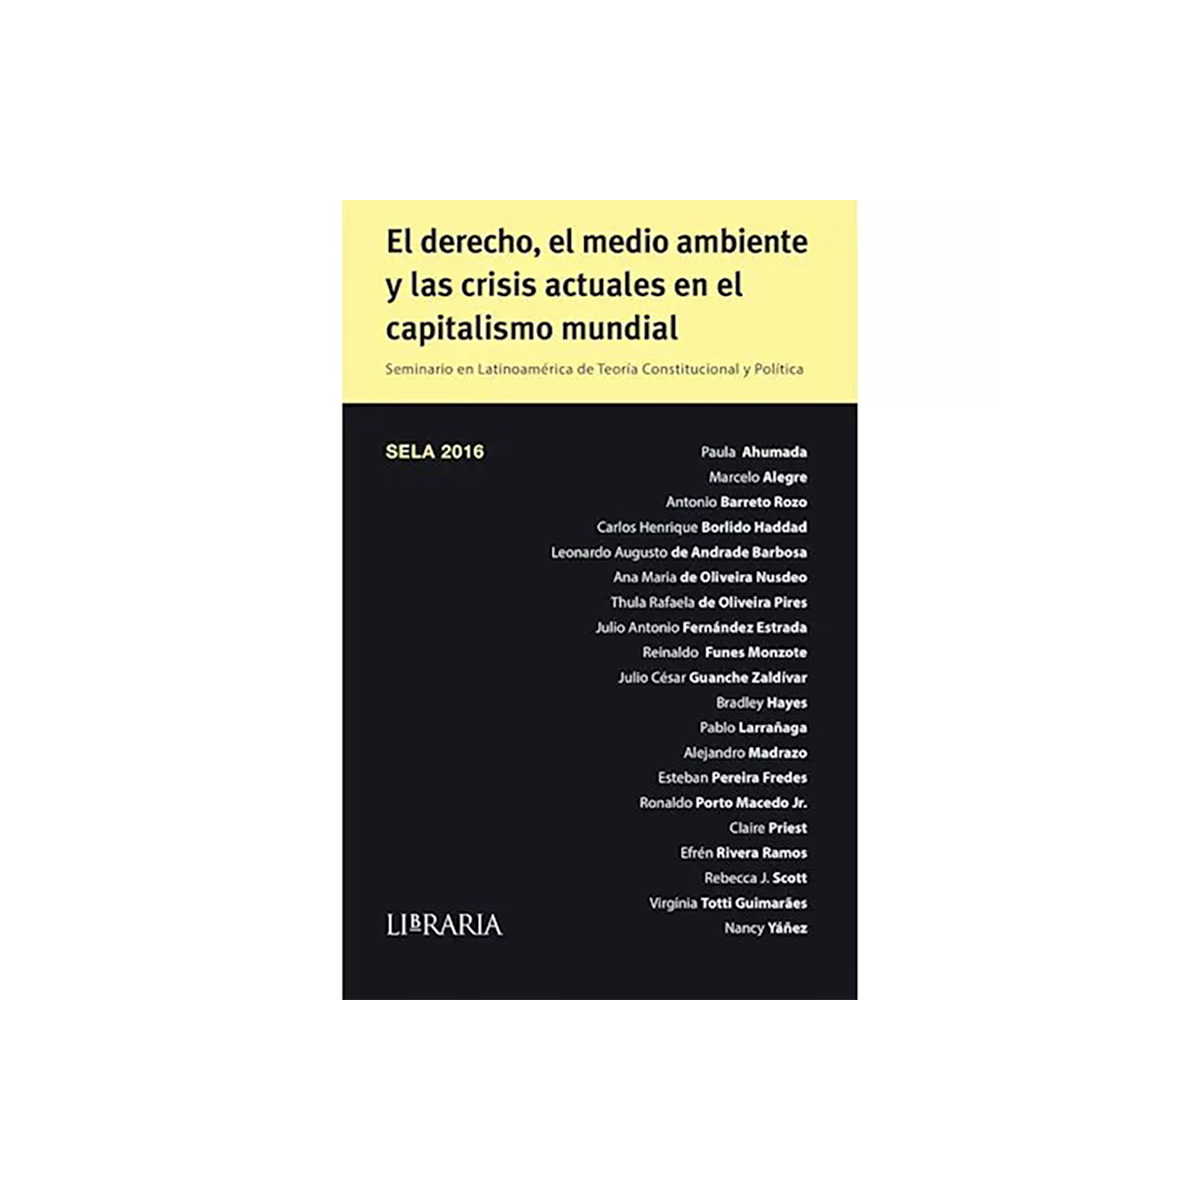 El derecho, el medio ambiente
y las crisis actuales en el
capitalismo mundial
Seminario en Latinoamérica de Teoría Constitucional y Política
SELA 2016
Paula Ahumada
Marcelo Alegre
Antonio Barreto Rozo
Carlos Henrique Borlido Haddad
Leonardo Augusto de Andrade Barbosa
Ana Maria de Oliveira Nusdeo
Thula Rafaela de Oliveira Pires
Julio Antonio Fernández Estrada
Reinaldo Funes Monzote
Julio César Guanche Zaldívar
Bradley Hayes
Pablo Larrañaga
Alejandro Madrazo
Esteban Pereira Fredes
Ronaldo Porto Macedo Jr.
Claire Priest
Efrén Rivera Ramos
Rebecca J. Scott
Virgínia Totti Guimarães
Nancy Yáñez
LIBRARIA